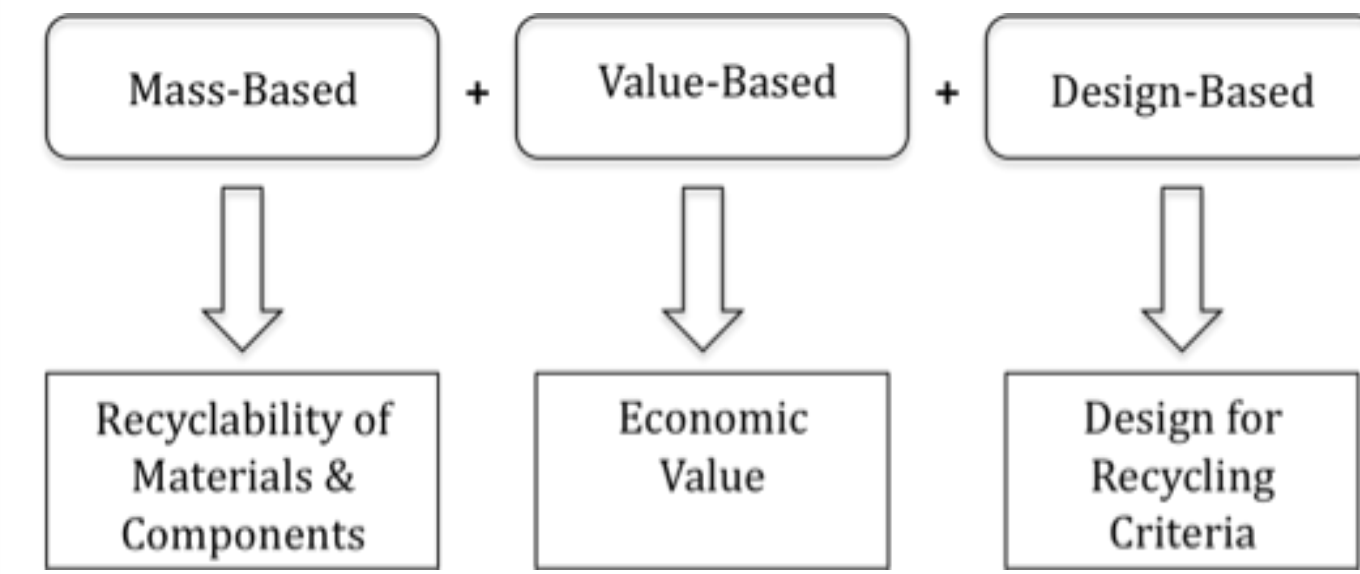 Mass-Based + Value-Based + Design-Based
Recyclability of
Materials &
Components
Economic
Value
Design for
Recycling
Criteria